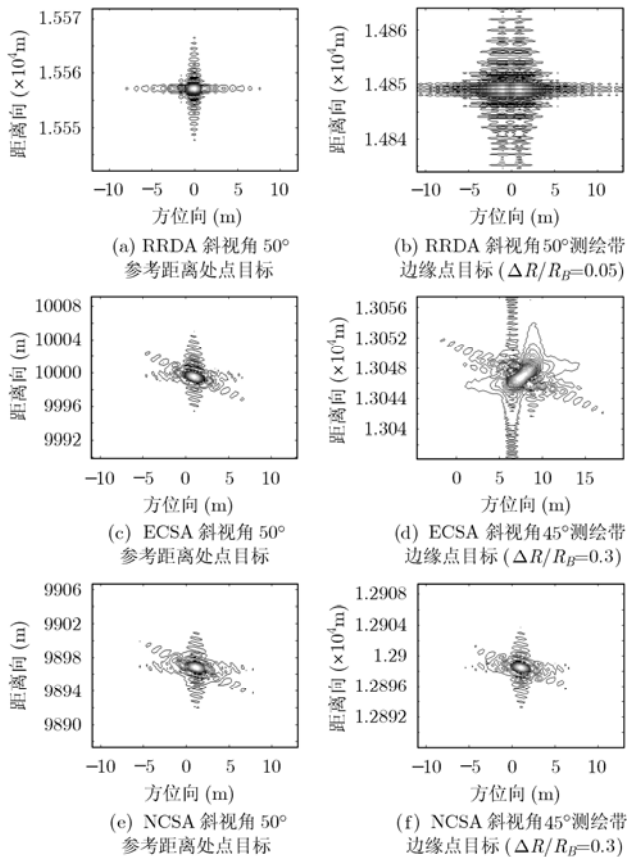 1.557
1.556
1.555
距离向 (×10⁴m)
−10 −5 0 5 10
方位向 (m)
(a) RRDA 斜视角 50°
参考距离处点目标
1.486
1.485
1.484
距离向 (×10⁴m)
−10 −5 0 5 10
方位向 (m)
(b) RRDA 斜视角50°测绘带
边缘点目标 (ΔR/R_B=0.05)
10008
10004
10000
9996
9992
距离向 (m)
−10 −5 0 5 10
方位向 (m)
(c) ECSA 斜视角 50°
参考距离处点目标
1.3056
1.3052
1.3048
1.3044
1.304
距离向 (×10⁴m)
0 5 10 15
方位向 (m)
(d) ECSA 斜视角45°测绘带
边缘点目标 (ΔR/R_B=0.3)
9906
9902
9898
9894
9890
距离向 (m)
−10 −5 0 5 10
方位向 (m)
(e) NCSA 斜视角 50°
参考距离处点目标
1.2908
1.2904
1.29
1.2896
1.2892
距离向 (×10⁴m)
−10 −5 0 5 10
方位向 (m)
(f) NCSA 斜视角45°测绘带
边缘点目标 (ΔR/R_B=0.3)